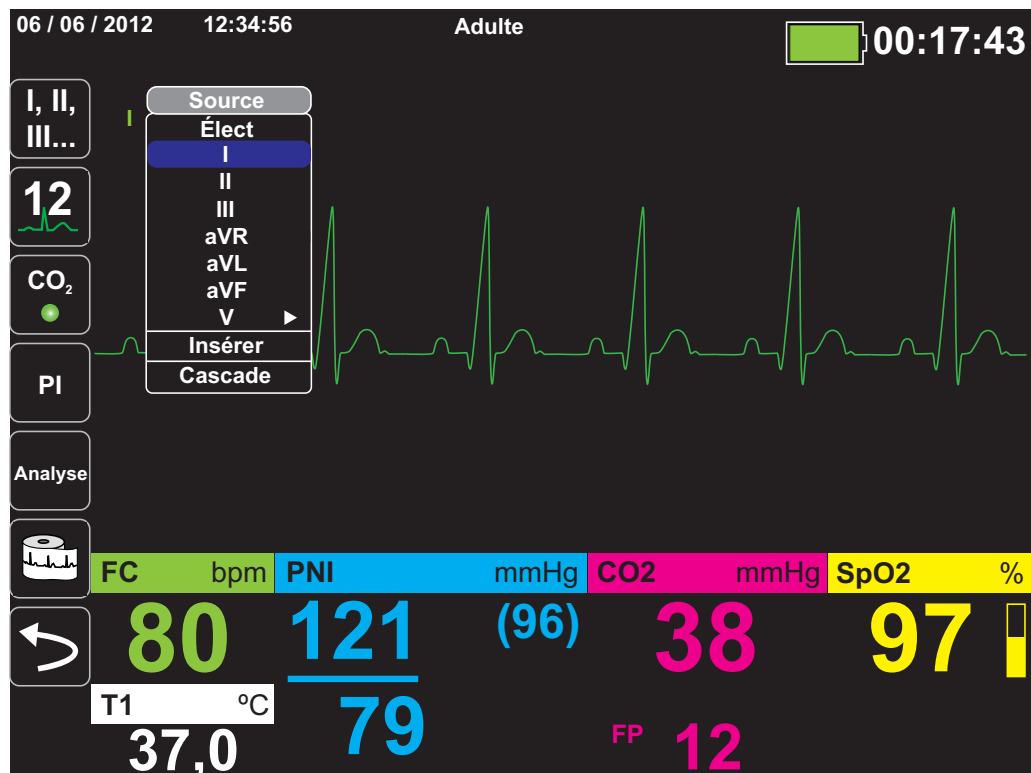 06 / 06 / 2012 12:34:56 Adulte 00:17:43
I, II,
III...
I
Source
Élect
I
II
III
aVR
aVL
aVF
V
Insérer
Cascade
12
CO₂
PI
Analyse
FC bpm PNI mmHg CO2 mmHg SpO2 %
80 121 (96) 38 97
79
T1 ºC
37,0
FP 12